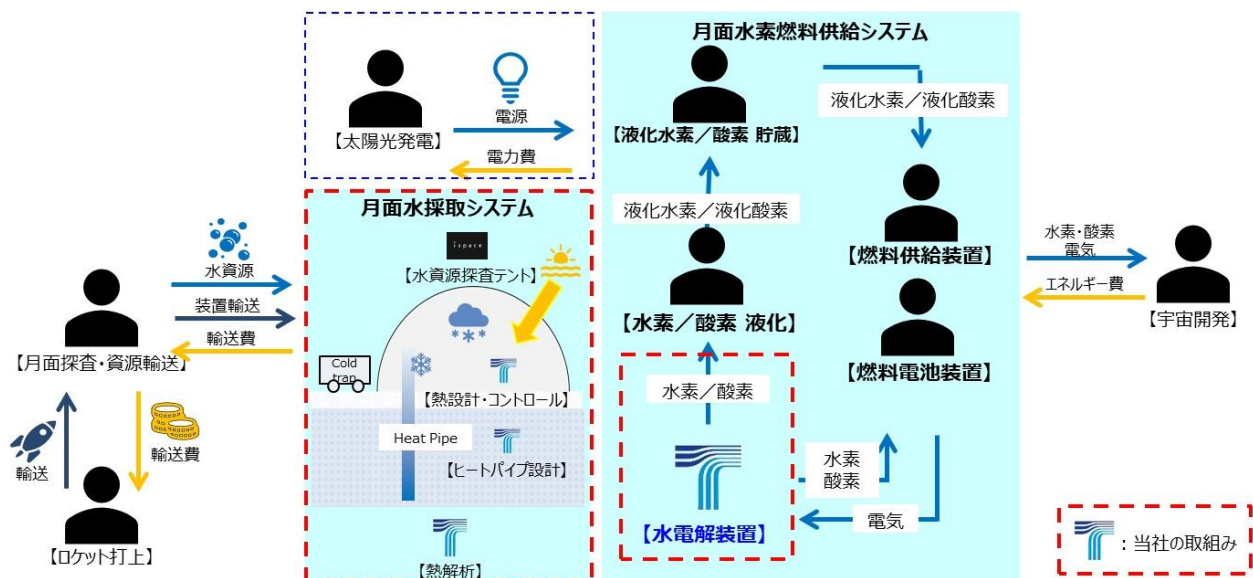 電源
【太陽光発電】
電力費
月面水採取システム
ispace
【水資源探査テント】
水資源
装置輸送
輸送費
【月面探査・資源輸送】
輸送
輸送費
【ロケット打上】
Cold
trap
【熱設計・コントロール】
Heat Pipe
【ヒートパイプ設計】
【熱解析】
月面水素燃料供給システム
液化水素／液化酸素
【液化水素／酸素 貯蔵】
液化水素／液化酸素
【燃料供給装置】
【水素／酸素 液化】
【燃料電池装置】
水素／酸素
水素
酸素
電気
【水電解装置】
水素・酸素
電気
エネルギー費
【宇宙開発】
：当社の取組み